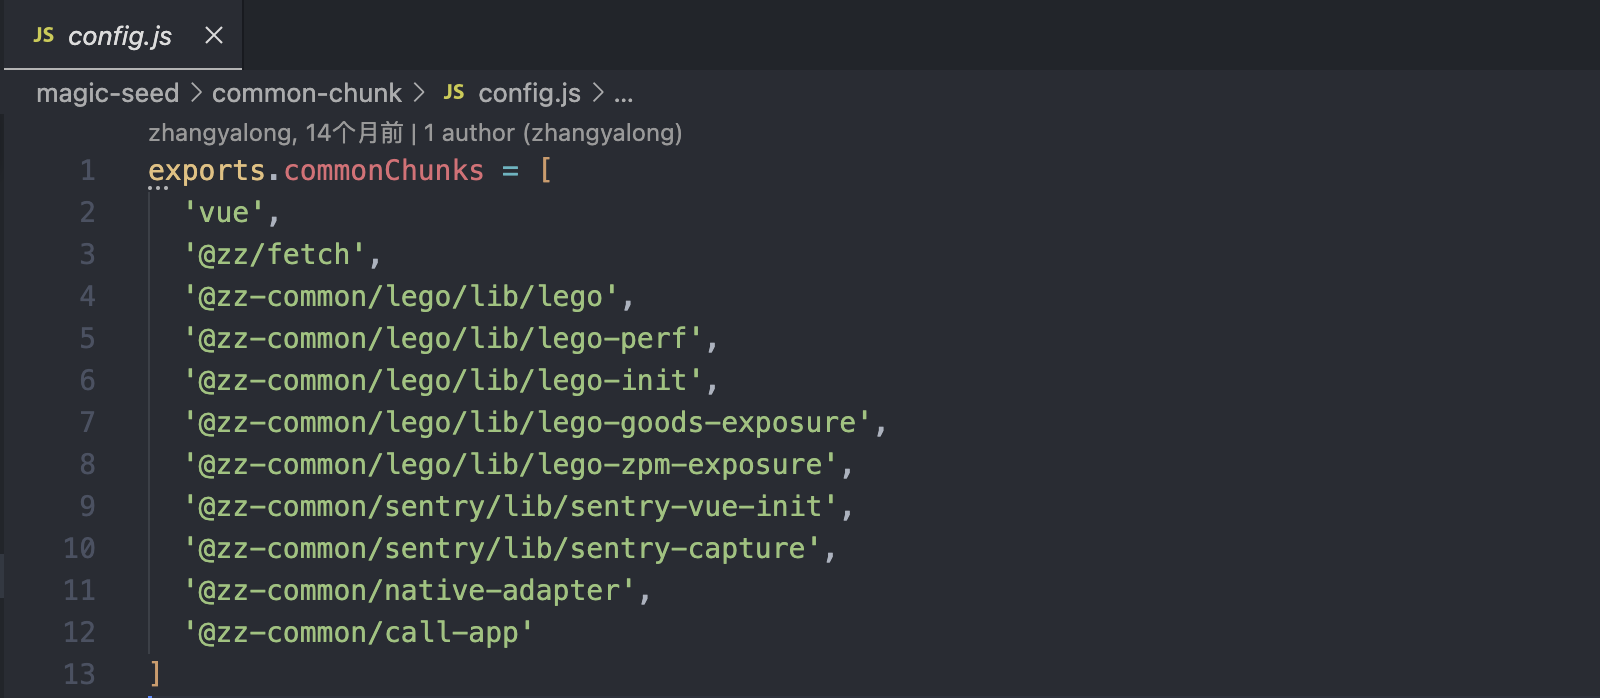 JS config.js ×
magic-seed > common-chunk > JS config.js > ...
zhangyalong, 14个月前 | 1 author (zhangyalong)
1 exports.commonChunks = [
2   'vue',
3   '@zz/fetch',
4   '@zz-common/lego/lib/lego',
5   '@zz-common/lego/lib/lego-perf',
6   '@zz-common/lego/lib/lego-init',
7   '@zz-common/lego/lib/lego-goods-exposure',
8   '@zz-common/lego/lib/lego-zpm-exposure',
9   '@zz-common/sentry/lib/sentry-vue-init',
10   '@zz-common/sentry/lib/sentry-capture',
11   '@zz-common/native-adapter',
12   '@zz-common/call-app'
13 ]